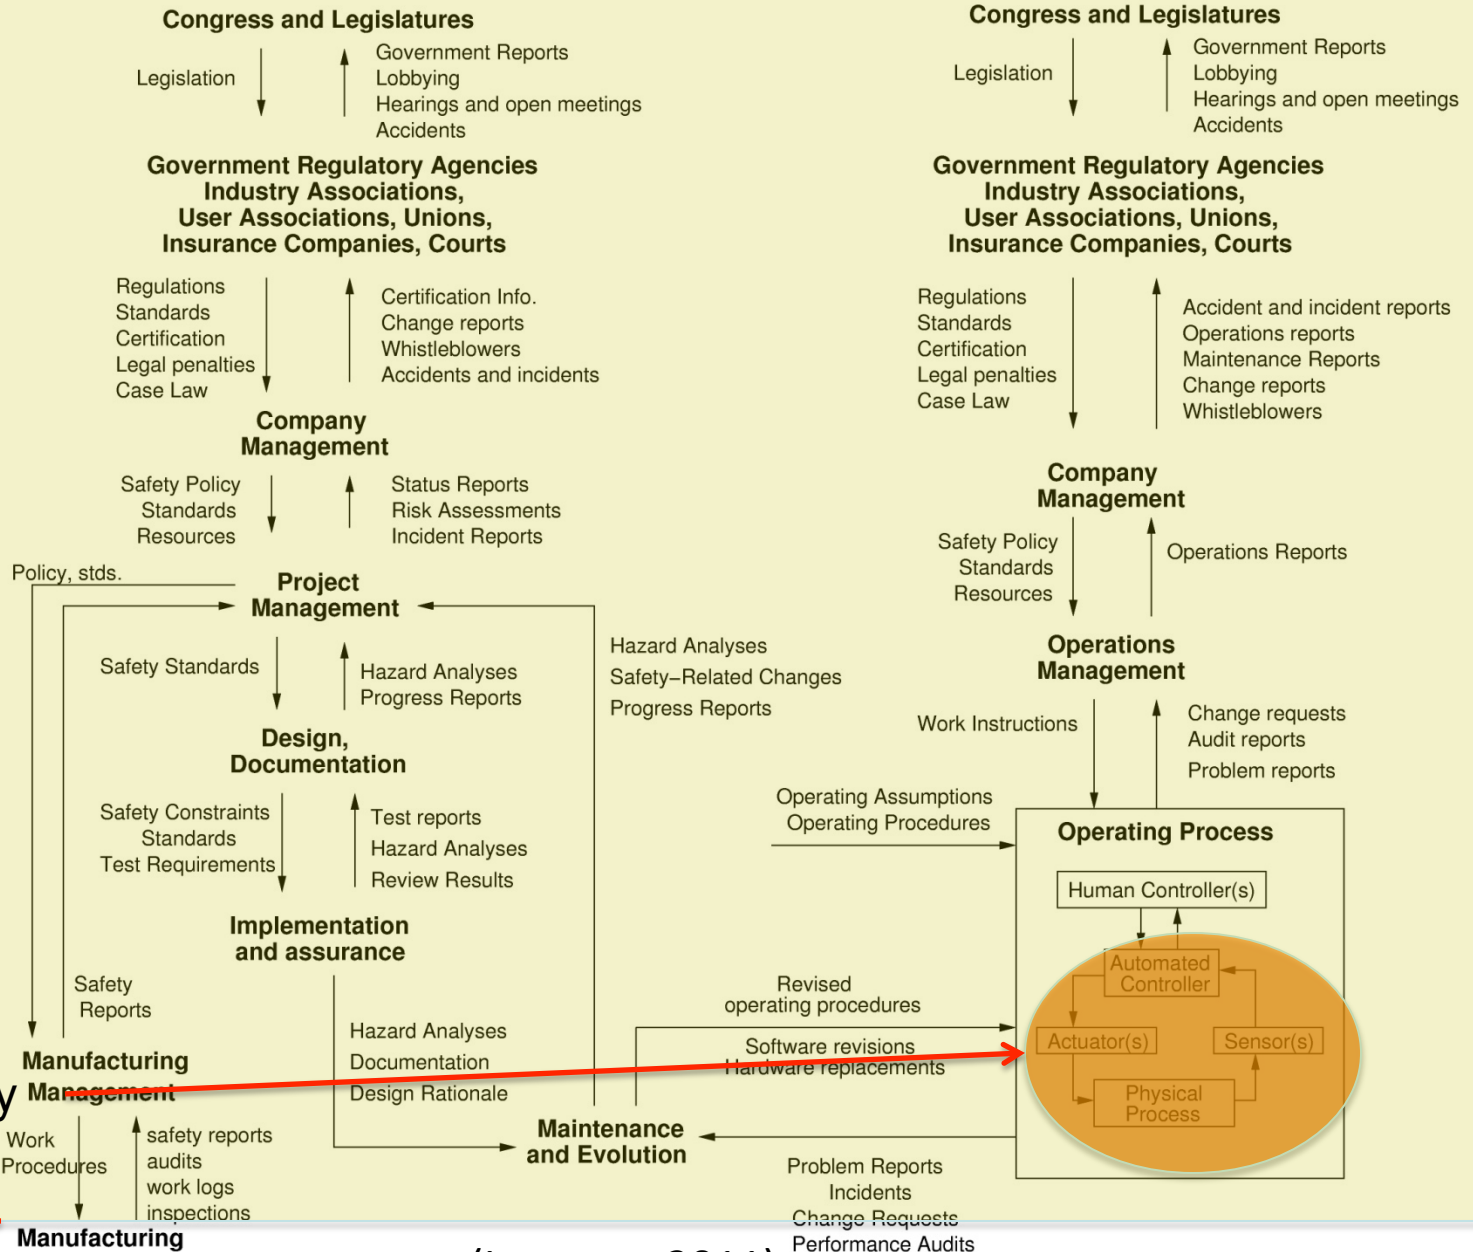 Congress and Legislatures
Legislation
Government Reports
Lobbying
Hearings and open meetings
Accidents
Government Regulatory Agencies
Industry Associations,
User Associations, Unions,
Insurance Companies, Courts
Regulations
Standards
Certification
Legal penalties
Case Law
Certification Info.
Change reports
Whistleblowers
Accidents and incidents
Company
Management
Safety Policy
Standards
Resources
Status Reports
Risk Assessments
Incident Reports
Policy, stds.
Project
Management
Safety Standards
Hazard Analyses
Progress Reports
Hazard Analyses
Safety–Related Changes
Progress Reports
Design,
Documentation
Safety Constraints
Standards
Test Requirements
Test reports
Hazard Analyses
Review Results
Implementation
and assurance
Safety
Reports
Hazard Analyses
Documentation
Design Rationale
Manufacturing
Management
y
Work
Procedures
safety reports
audits
work logs
inspections
Manufacturing
Maintenance
and Evolution
Congress and Legislatures
Legislation
Government Reports
Lobbying
Hearings and open meetings
Accidents
Government Regulatory Agencies
Industry Associations,
User Associations, Unions,
Insurance Companies, Courts
Regulations
Standards
Certification
Legal penalties
Case Law
Accident and incident reports
Operations reports
Maintenance Reports
Change reports
Whistleblowers
Company
Management
Safety Policy
Standards
Resources
Operations Reports
Operations
Management
Work Instructions
Change requests
Audit reports
Problem reports
Operating Assumptions
Operating Procedures
Operating Process
Human Controller(s)
Automated
Controller
Actuator(s)
Sensor(s)
Physical
Process
Revised
operating procedures
Software revisions
Hardware replacements
Problem Reports
Incidents
Change Requests
Performance Audits